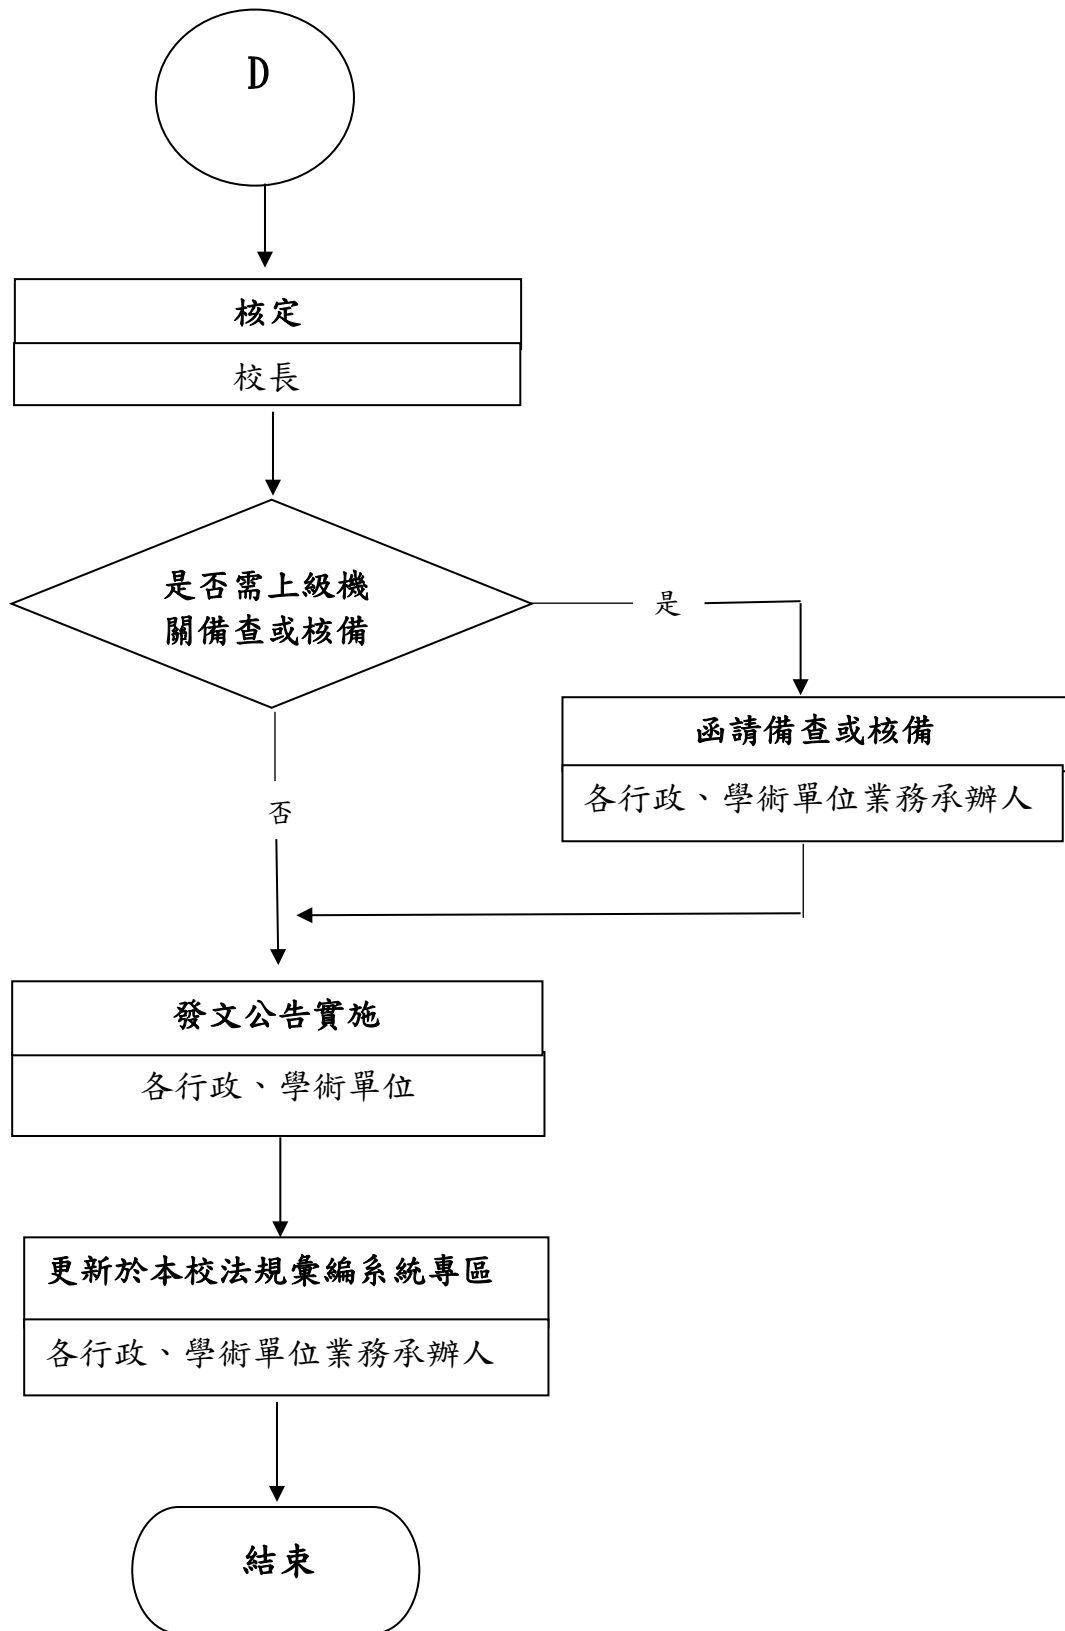 D
核定
校長
是否需上級機
關備查或核備
是
函請備查或核備
各行政、學術單位業務承辦人
否
發文公告實施
各行政、學術單位
更新於本校法規彙編系統專區
各行政、學術單位業務承辦人
結束